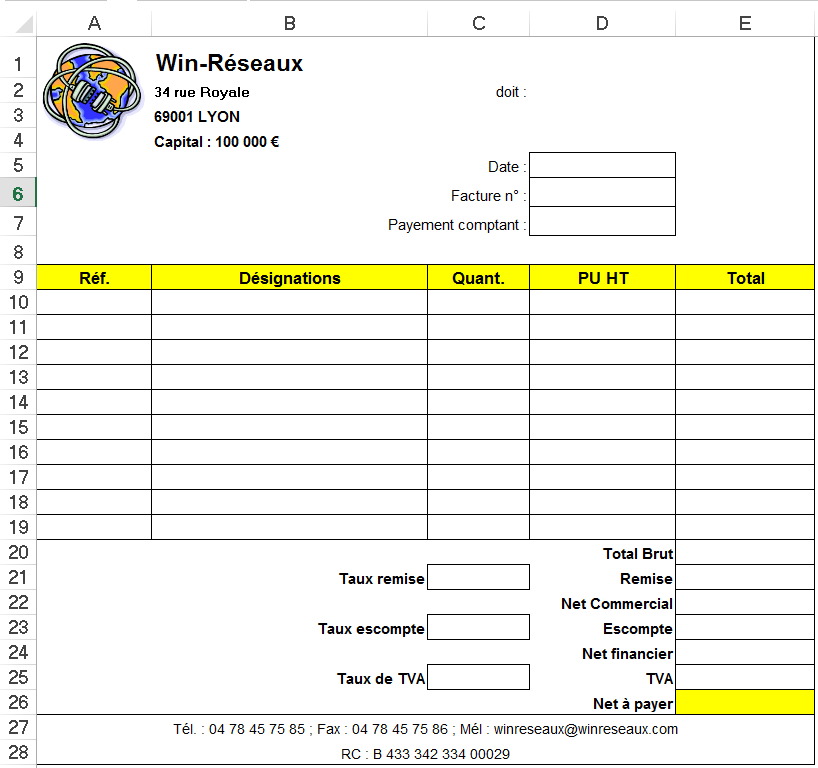 A B C D E
1 Win-Réseaux
2 34 rue Royale doit :
3 69001 LYON
4 Capital : 100 000 €
5 Date :
6 Facture n° :
7 Payement comptant :
8
9 Réf. Désignations Quant. PU HT Total
10
11
12
13
14
15
16
17
18
19
20 Total Brut
21 Taux remise Remise
22 Net Commercial
23 Taux escompte Escompte
24 Net financier
25 Taux de TVA TVA
26 Net à payer
27 Tél. : 04 78 45 75 85 ; Fax : 04 78 45 75 86 ; Mél : winreseaux@winreseaux.com
28 RC : B 433 342 334 00029